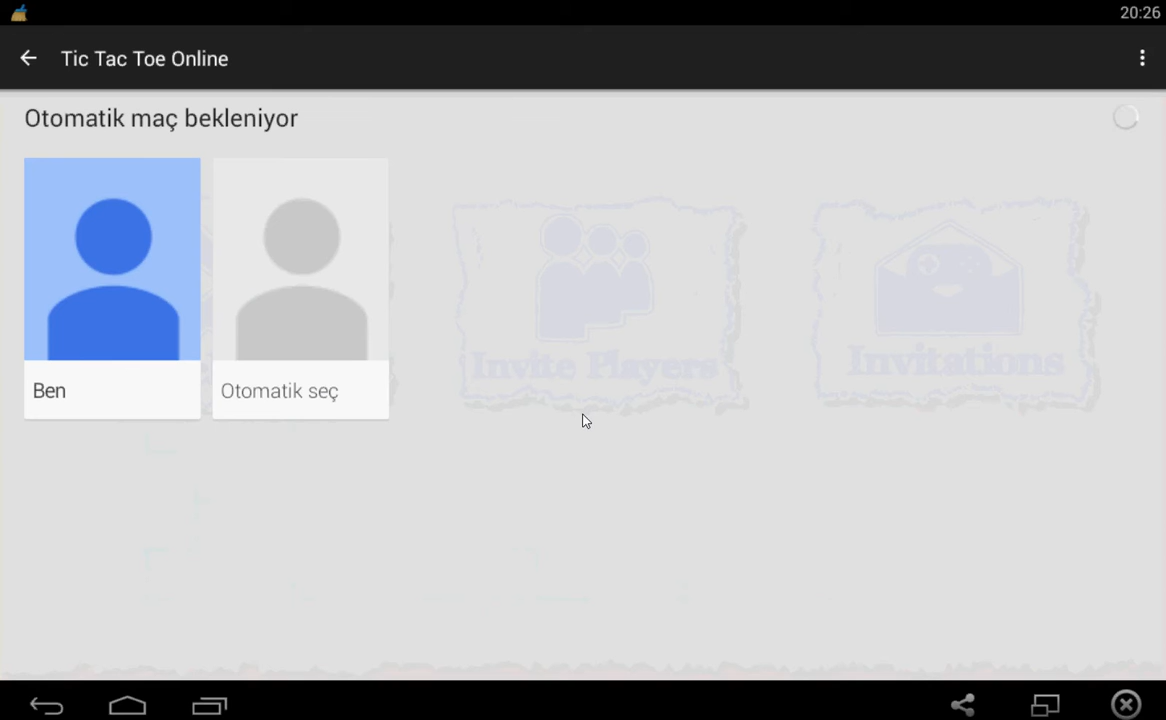 20:26
Tic Tac Toe Online
Otomatik maç bekleniyor
Invite Players
Invitations
Ben
Otomatik seç